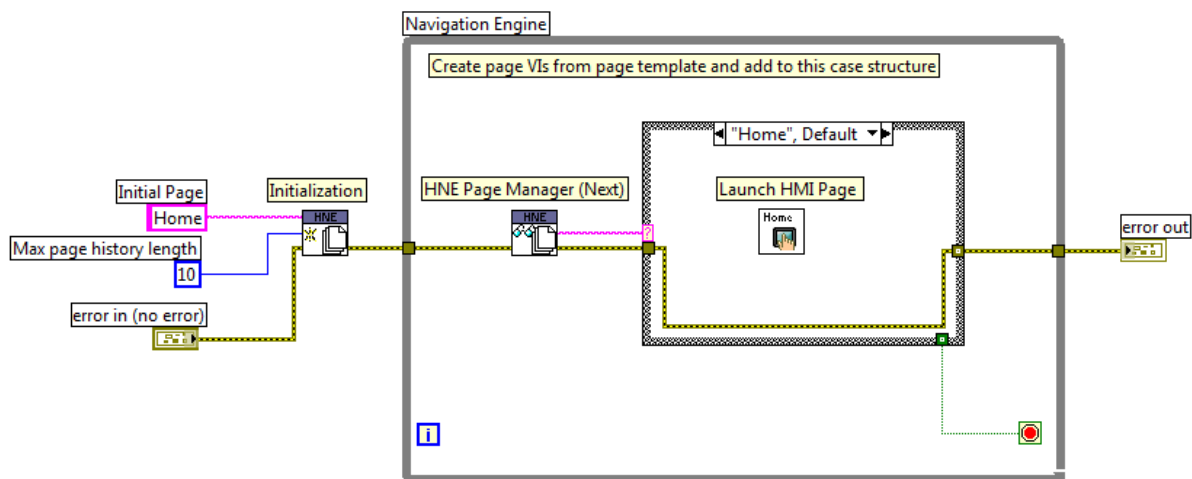 Navigation Engine
Create page VIs from page template and add to this case structure
"Home", Default
Initial Page
Initialization
HNE Page Manager (Next)
Launch HMI Page
Home
HNE
HNE
Home
?
Max page history length
10
error out
error in (no error)
i